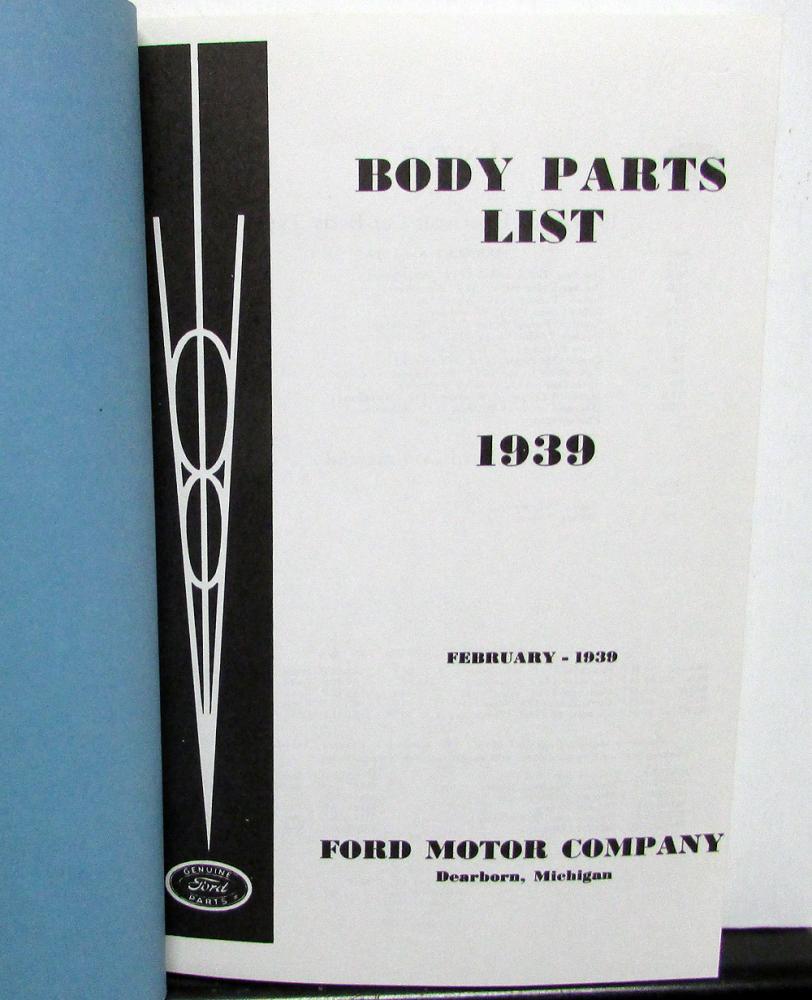 BODY PARTS
LIST
1939
FEBRUARY - 1939
FORD MOTOR COMPANY
Dearborn, Michigan
GENUINE
Ford
PARTS